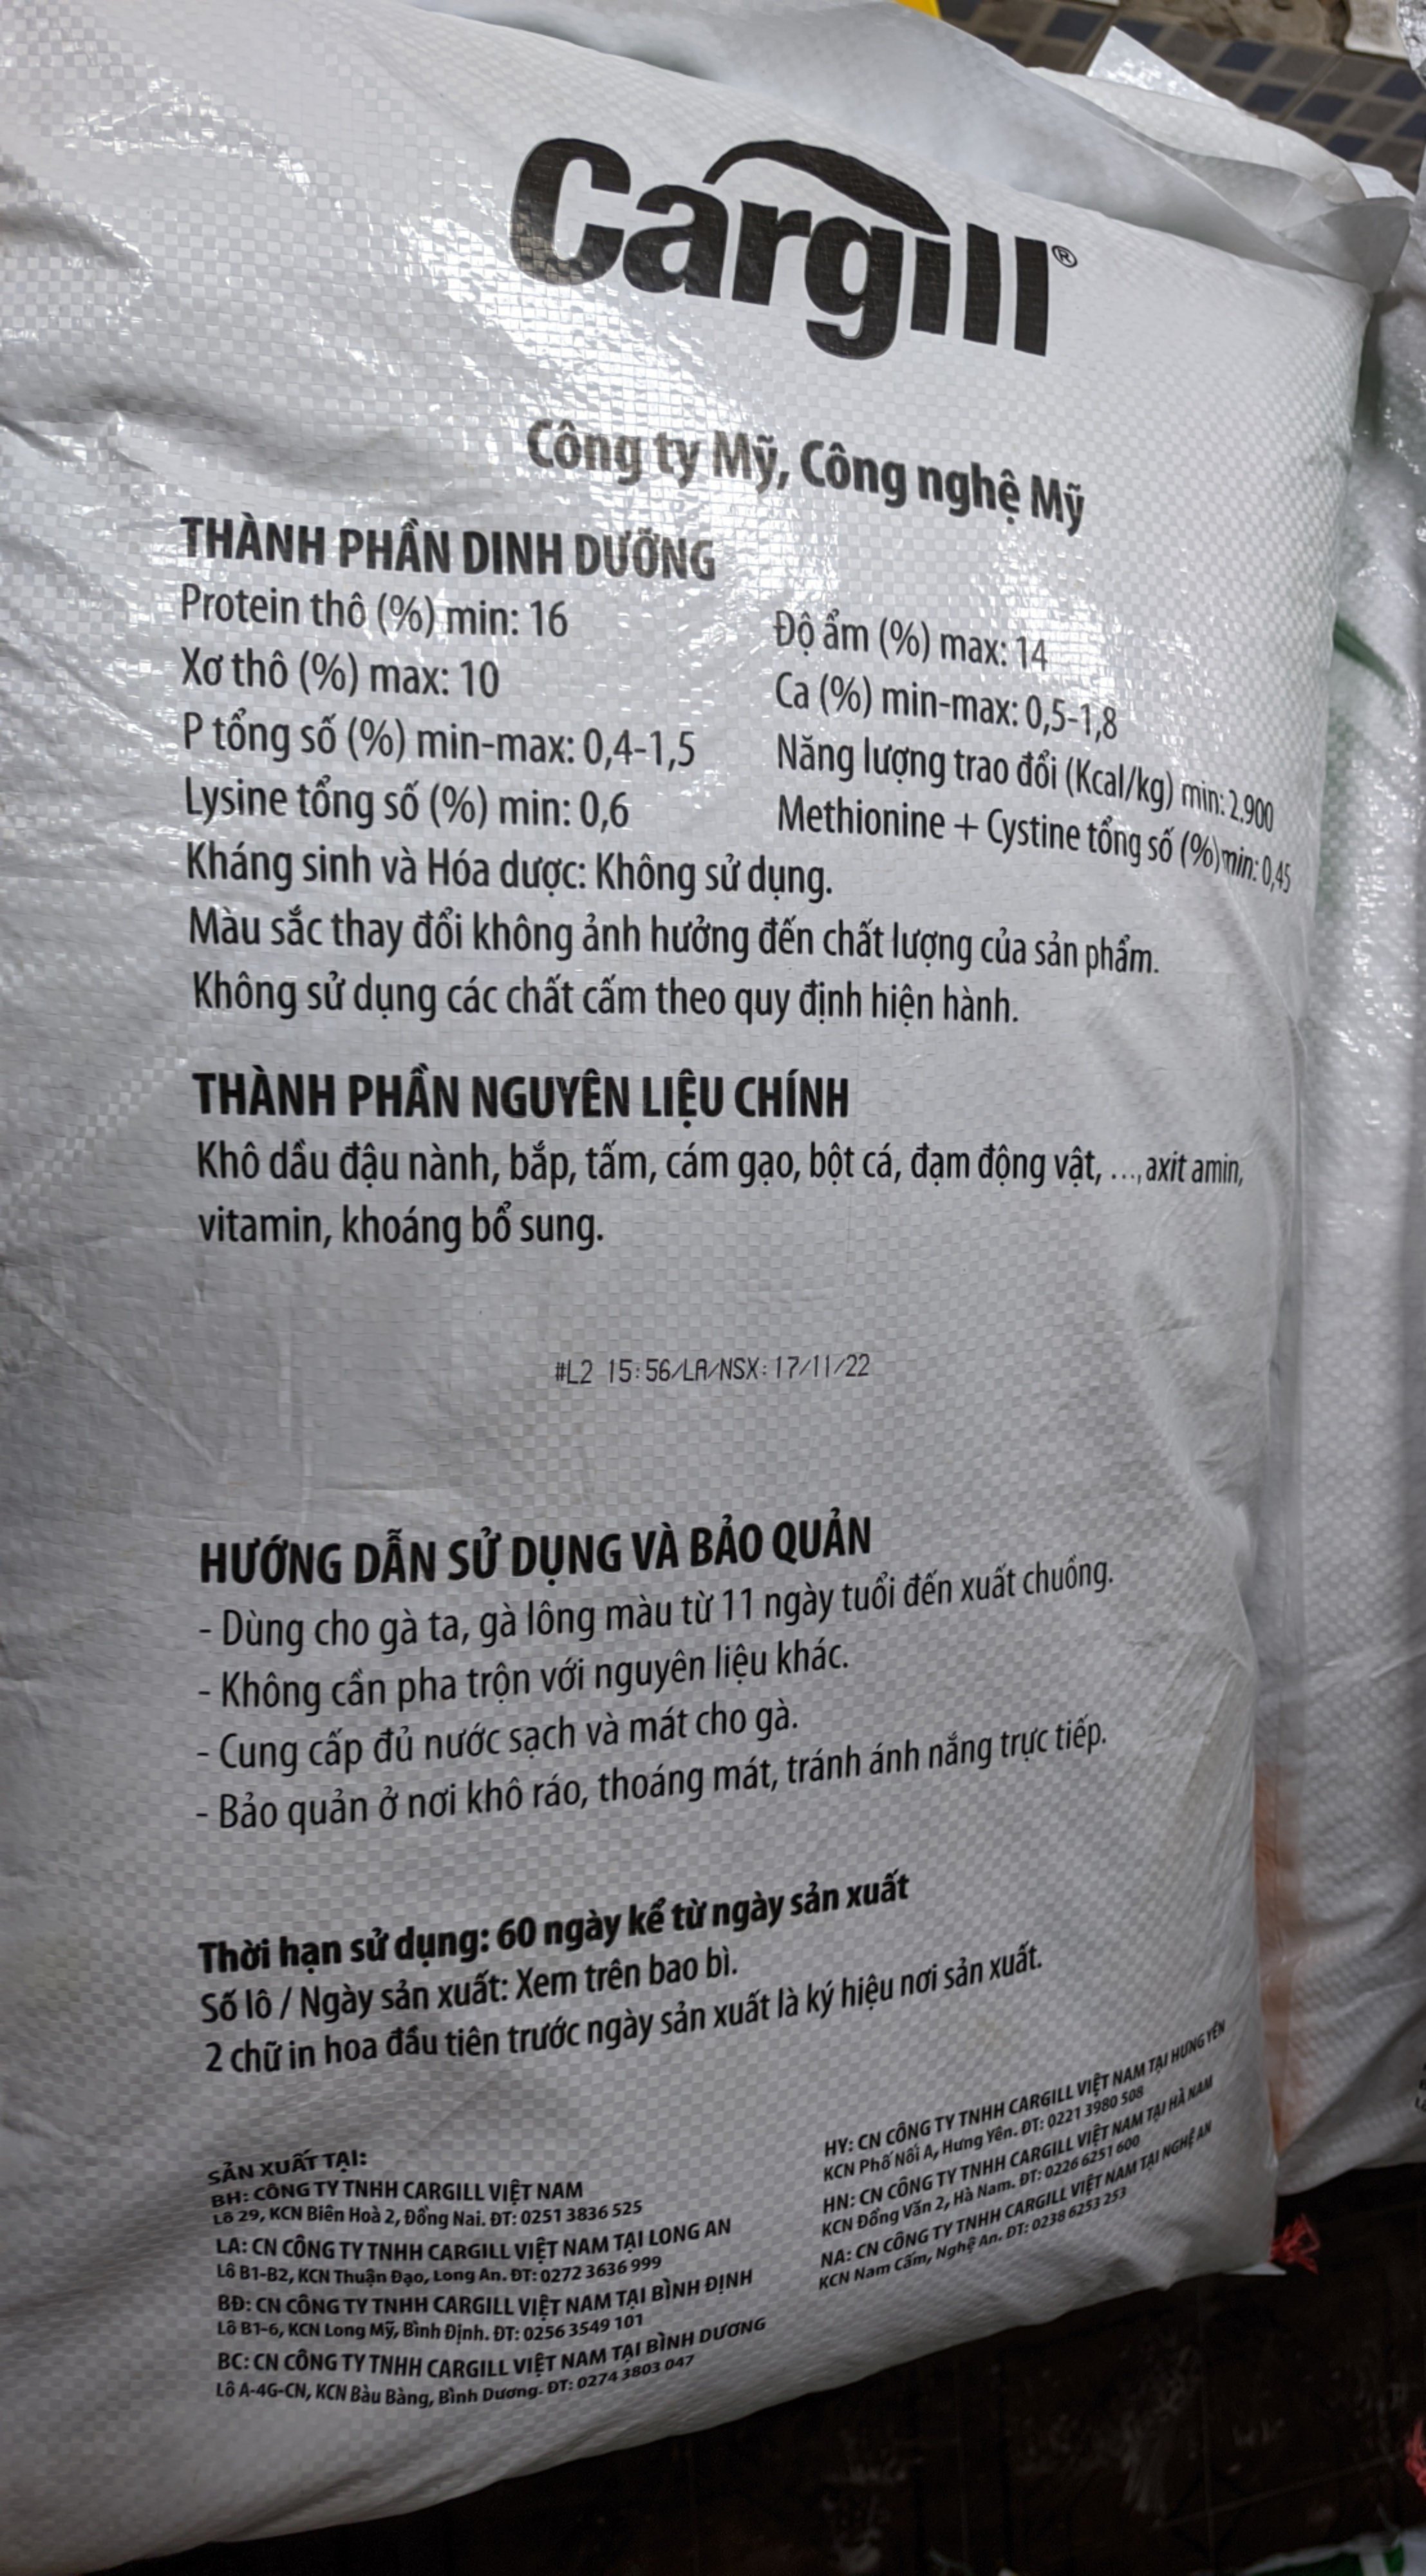 Cargill®
Công ty Mỹ, Công nghệ Mỹ
THÀNH PHẦN DINH DƯỠNG
Protein thô (%) min: 16
Độ ẩm (%) max: 14
Xơ thô (%) max: 10
Ca (%) min-max: 0,5-1,8
P tổng số (%) min-max: 0,4-1,5
Năng lượng trao đổi (Kcal/kg) min: 2.900
Lysine tổng số (%) min: 0,6
Methionine + Cystine tổng số (%) min: 0,45
Kháng sinh và Hóa dược: Không sử dụng.
Màu sắc thay đổi không ảnh hưởng đến chất lượng của sản phẩm.
Không sử dụng các chất cấm theo quy định hiện hành.
THÀNH PHẦN NGUYÊN LIỆU CHÍNH
Khô dầu đậu nành, bắp, tấm, cám gạo, bột cá, đạm động vật, ..., axit amin,
vitamin, khoáng bổ sung.
#L2 15:56/LA/NSX:17/11/22
HƯỚNG DẪN SỬ DỤNG VÀ BẢO QUẢN
- Dùng cho gà ta, gà lông màu từ 11 ngày tuổi đến xuất chuồng.
- Không cần pha trộn với nguyên liệu khác.
- Cung cấp đủ nước sạch và mát cho gà.
- Bảo quản ở nơi khô ráo, thoáng mát, tránh ánh nắng trực tiếp.
Thời hạn sử dụng: 60 ngày kể từ ngày sản xuất
Số lô / Ngày sản xuất: Xem trên bao bì.
2 chữ in hoa đầu tiên trước ngày sản xuất là ký hiệu nơi sản xuất.
SẢN XUẤT TẠI:
BH: CÔNG TY TNHH CARGILL VIỆT NAM
Lô 29, KCN Biên Hoà 2, Đồng Nai. ĐT: 0251 3836 525
LA: CN CÔNG TY TNHH CARGILL VIỆT NAM TẠI LONG AN
Lô B1-B2, KCN Thuận Đạo, Long An. ĐT: 0272 3636 999
BĐ: CN CÔNG TY TNHH CARGILL VIỆT NAM TẠI BÌNH ĐỊNH
Lô B1-6, KCN Long Mỹ, Bình Định. ĐT: 0256 3549 101
BC: CN CÔNG TY TNHH CARGILL VIỆT NAM TẠI BÌNH DƯƠNG
Lô A-4G-CN, KCN Bàu Bàng, Bình Dương. ĐT: 0274 3803 047
HY: CN CÔNG TY TNHH CARGILL VIỆT NAM TẠI HƯNG YÊN
KCN Phố Nối A, Hưng Yên. ĐT: 0221 3980 508
HN: CN CÔNG TY TNHH CARGILL VIỆT NAM TẠI HÀ NAM
KCN Đồng Văn 2, Hà Nam. ĐT: 0226 6251 600
NA: CN CÔNG TY TNHH CARGILL VIỆT NAM TẠI NGHỆ AN
KCN Nam Cấm, Nghệ An. ĐT: 0238 6253 253